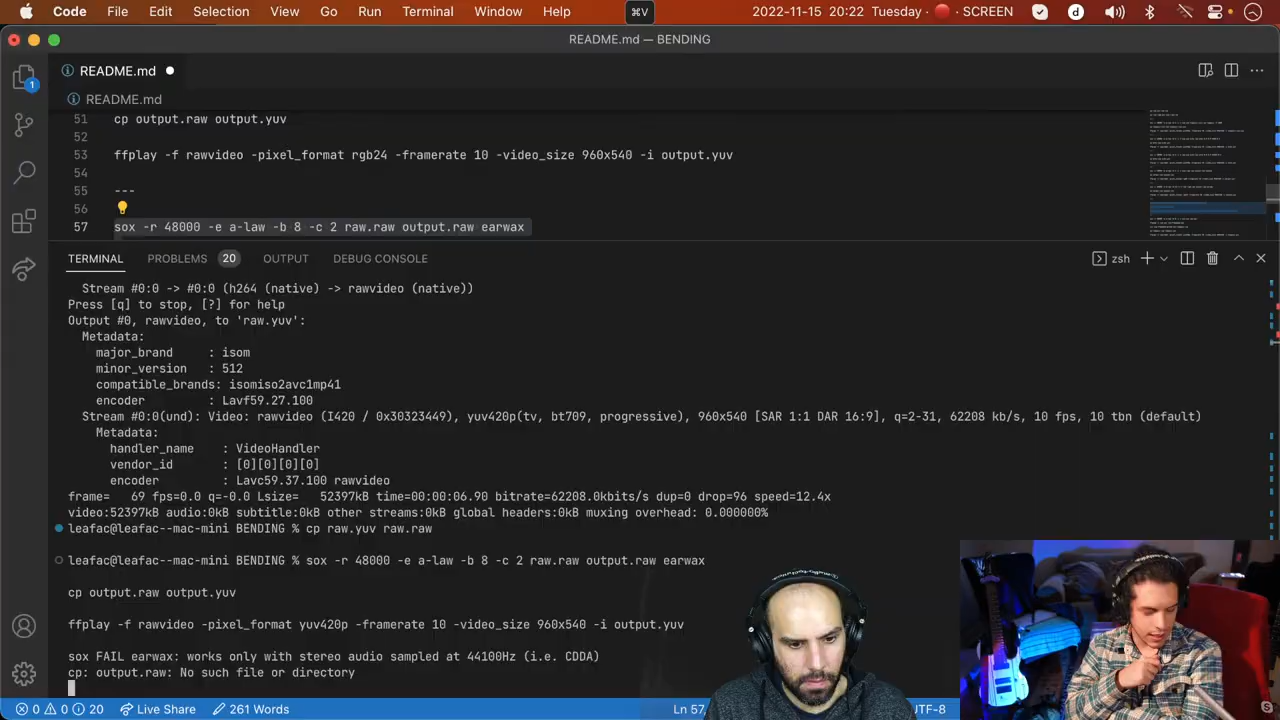 Code File Edit Selection View Go Run Terminal Window Help ⌘V 2022-11-15 20:22 Tuesday SCREEN
README.md — BENDING
README.md
README.md
51 cp output.raw output.yuv
52
53 ffplay -f rawvideo -pixel_format rgb24 -framerate 10 -video_size 960x540 -i output.yuv
54
55 ---
56
57 sox -r 48000 -e a-law -b 8 -c 2 raw.raw output.raw earwax
TERMINAL PROBLEMS 20 OUTPUT DEBUG CONSOLE zsh
Stream #0:0 -> #0:0 (h264 (native) -> rawvideo (native))
Press [q] to stop, [?] for help
Output #0, rawvideo, to 'raw.yuv':
Metadata:
major_brand : isom
minor_version : 512
compatible_brands: isomiso2avc1mp41
encoder : Lavf59.27.100
Stream #0:0(und): Video: rawvideo (I420 / 0x30323449), yuv420p(tv, bt709, progressive), 960x540 [SAR 1:1 DAR 16:9], q=2-31, 62208 kb/s, 10 fps, 10 tbn (default)
Metadata:
handler_name : VideoHandler
vendor_id : [0][0][0][0]
encoder : Lavc59.37.100 rawvideo
frame= 69 fps=0.0 q=-0.0 Lsize= 52397kB time=00:00:06.90 bitrate=62208.0kbits/s dup=0 drop=96 speed=12.4x
video:52397kB audio:0kB subtitle:0kB other streams:0kB global headers:0kB muxing overhead: 0.000000%
leafac@leafac--mac-mini BENDING % cp raw.yuv raw.raw
leafac@leafac--mac-mini BENDING % sox -r 48000 -e a-law -b 8 -c 2 raw.raw output.raw earwax
cp output.raw output.yuv
ffplay -f rawvideo -pixel_format yuv420p -framerate 10 -video_size 960x540 -i output.yuv
sox FAIL earwax: works only with stereo audio sampled at 44100Hz (i.e. CDDA)
cp: output.raw: No such file or directory
0 0 20 Live Share 261 Words Ln 57, UTF-8